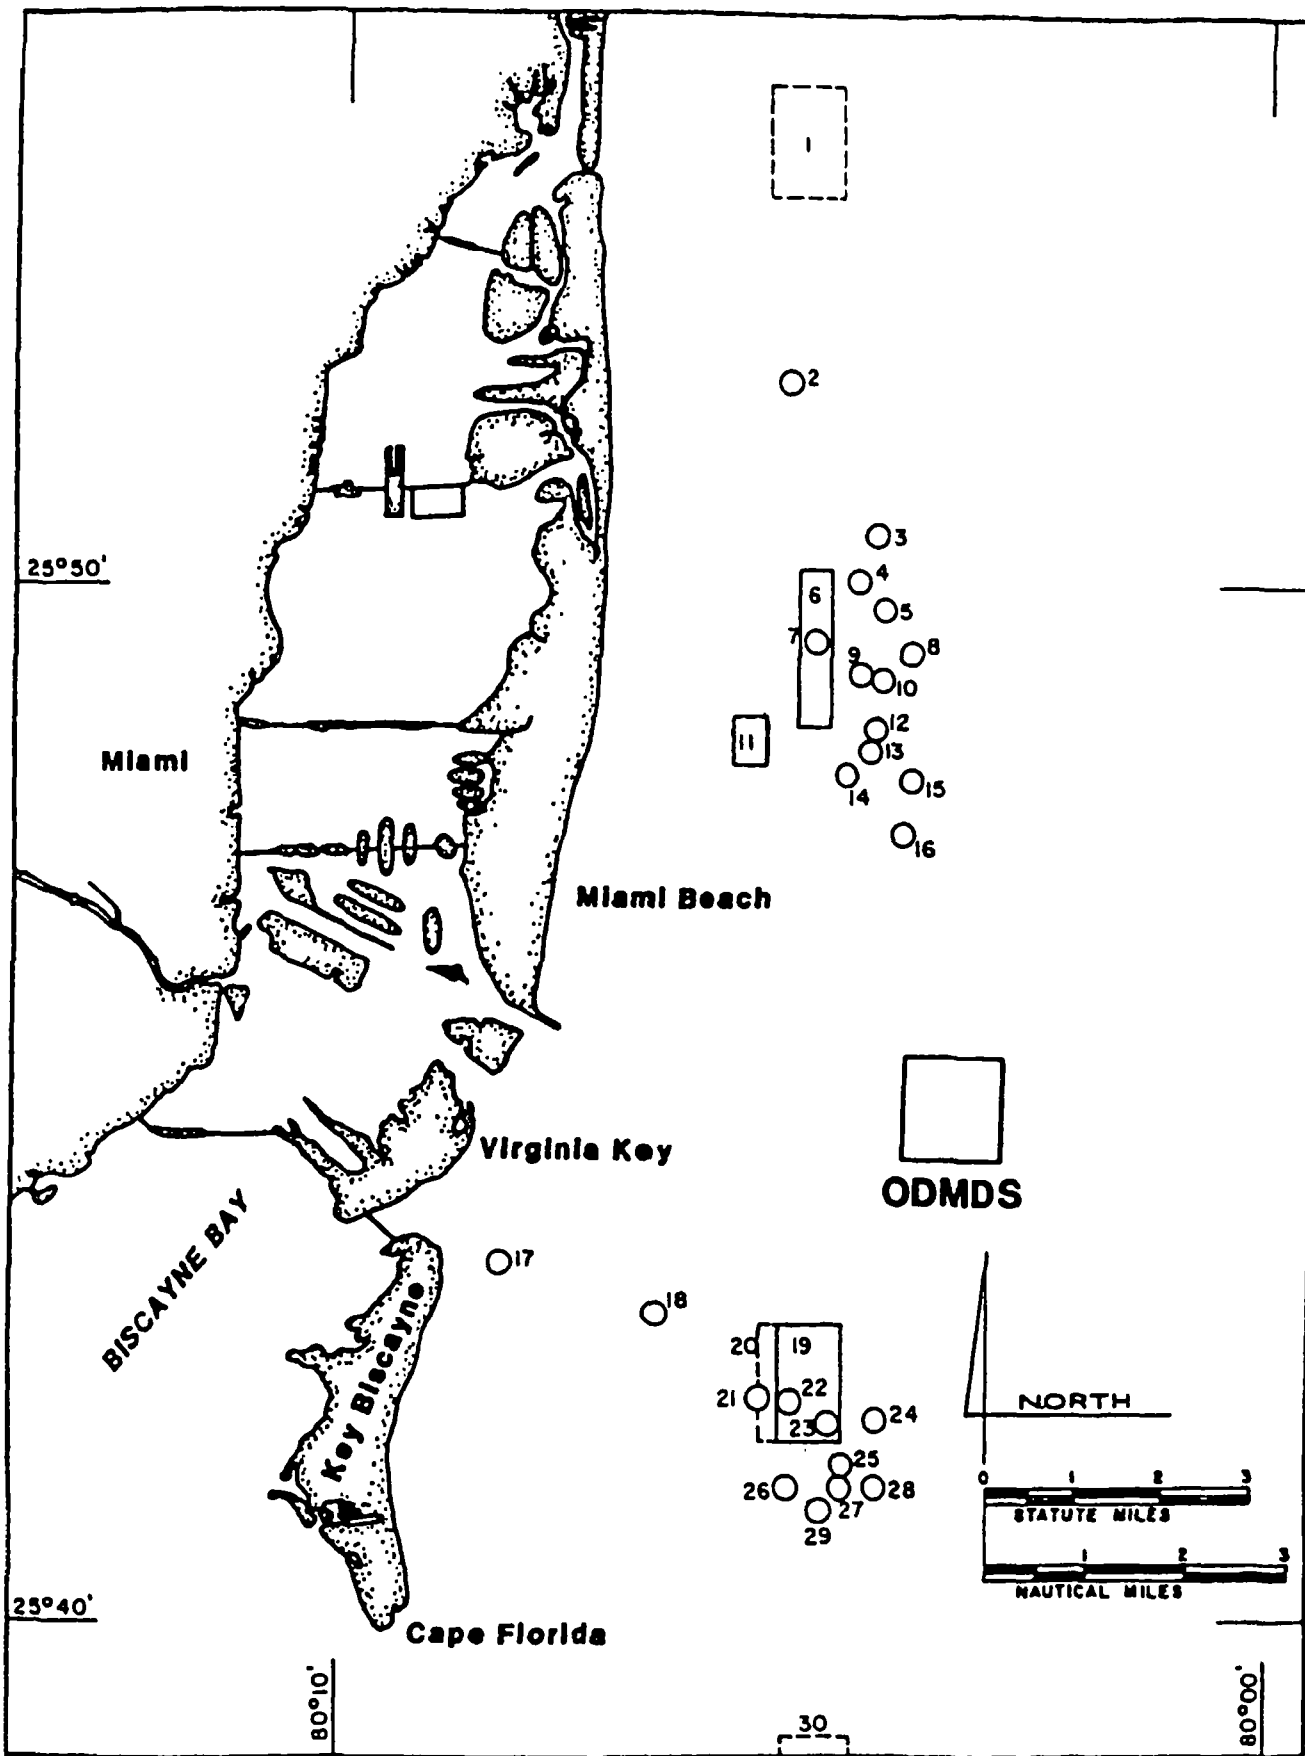 1
2
3
25°50'
4
6
5
7
8
9
10
12
11
13
Miami
14
15
16
Miami Beach
Virginia Key
ODMDS
BISCAYNE BAY
17
18
Key Biscayne
20
19
21
22
NORTH
23
24
25
0 1 2 3
26
28
27
STATUTE MILES
29
1 2 3
NAUTICAL MILES
25°40'
Cape Florida
80°10'
80°00'
30